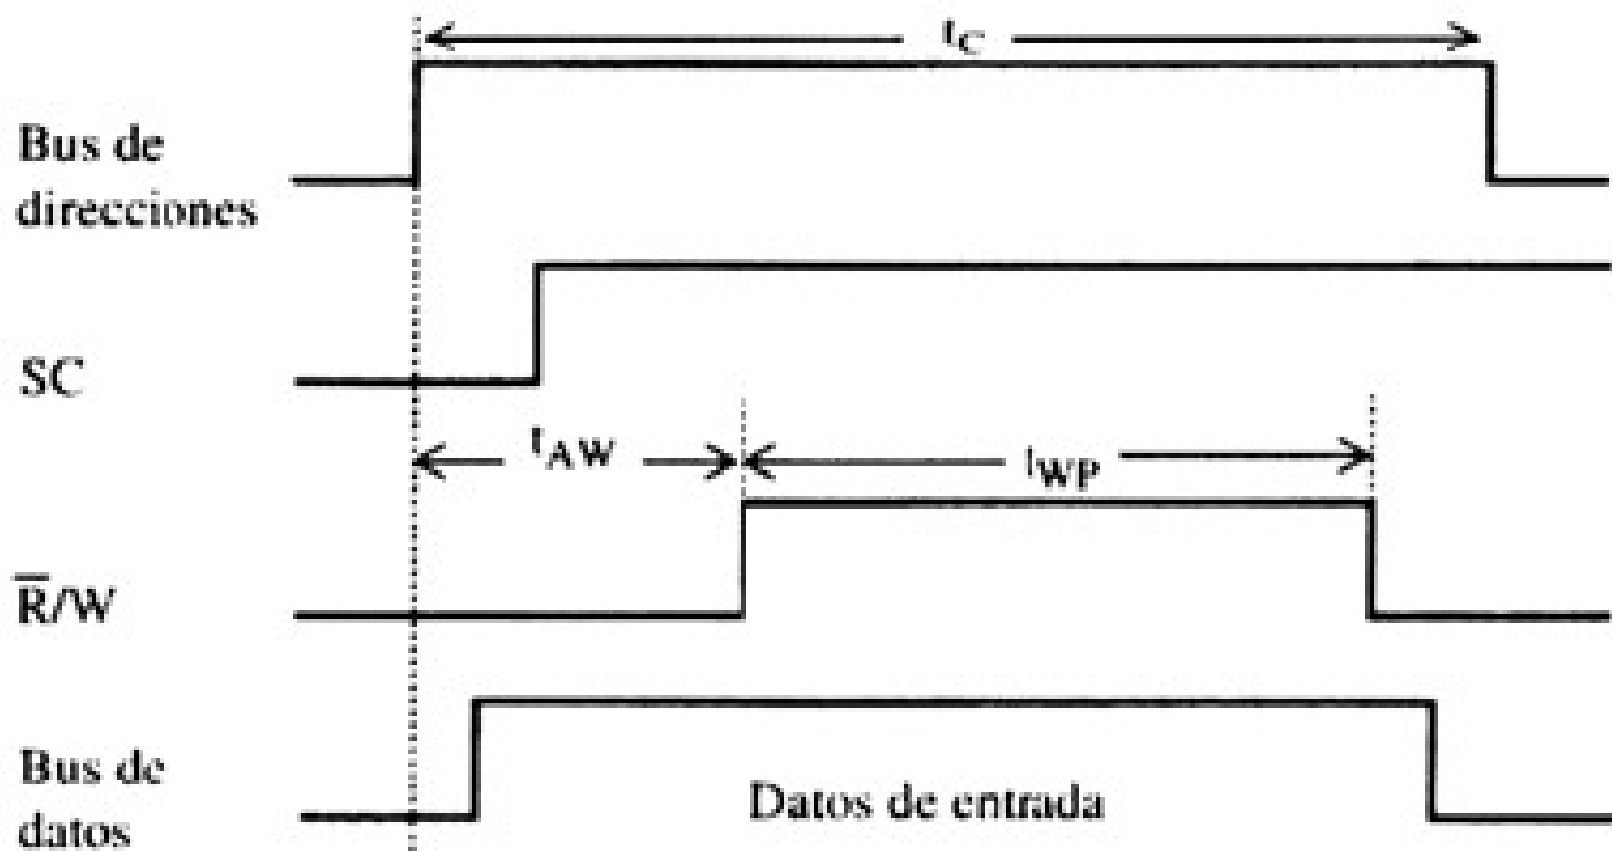 t_C
Bus de
direcciones
SC
t_AW
t_WP
R̅/W
Bus de
datos
Datos de entrada